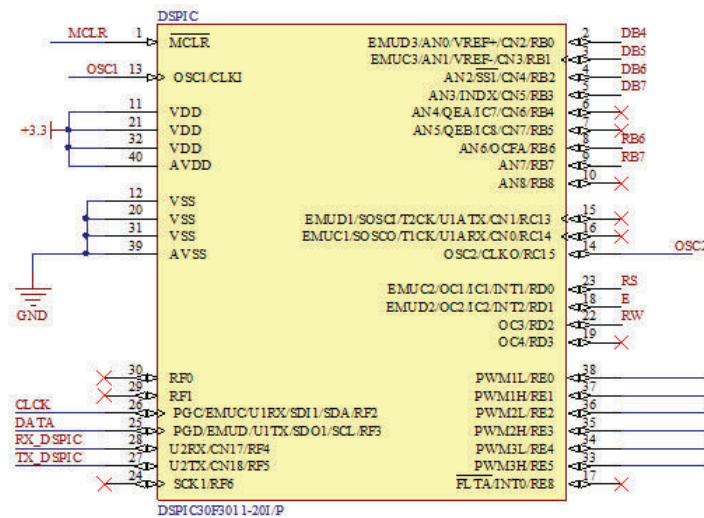 DSPIC
MCLR 1 MCLR EMUD3/AN0/VREF+/CN2/RB0 2 DB4
EMUC3/AN1/VREF-/CN3/RB1 3 DB5
OSC1 13 OSC1/CLKI AN2/SS1/CN4/RB2 4 DB6
AN3/INDX/CN5/RB3 5 DB7
11 VDD AN4/QEA/IC7/CN6/RB4 6
+3.3 21 VDD AN5/QEB/IC8/CN7/RB5 7
32 VDD AN6/OCFA/RB6 8 RB6
40 AVDD AN7/RB7 9 RB7
AN8/RB8 10
12 VSS
20 VSS EMUD1/SOSCI/T2CK/U1ATX/CN1/RC13 15
31 VSS EMUC1/SOSCO/T1CK/U1ARX/CN0/RC14 16
39 AVSS OSC2/CLKO/RC15 14 OSC2
EMUC2/OC1/IC1/INT1/RD0 23 RS
GND EMUD2/OC2/IC2/INT2/RD1 18 E
OC3/RD2 22 RW
OC4/RD3 19
30 RF0 PWM1L/RE0 38
29 RF1 PWM1H/RE1 37
CLCK 26 PGC/EMUC/U1RX/SDI1/SDA/RF2 PWM2L/RE2 36
DATA 25 PGD/EMUD/U1TX/SDO1/SCL/RF3 PWM2H/RE3 35
RX_DSPIC 28 U2RX/CN17/RF4 PWM3L/RE4 34
TX_DSPIC 27 U2TX/CN18/RF5 PWM3H/RE5 33
24 SCK1/RF6 FLTA/INT0/RE8 17
DSPIC30F3011-20I/P